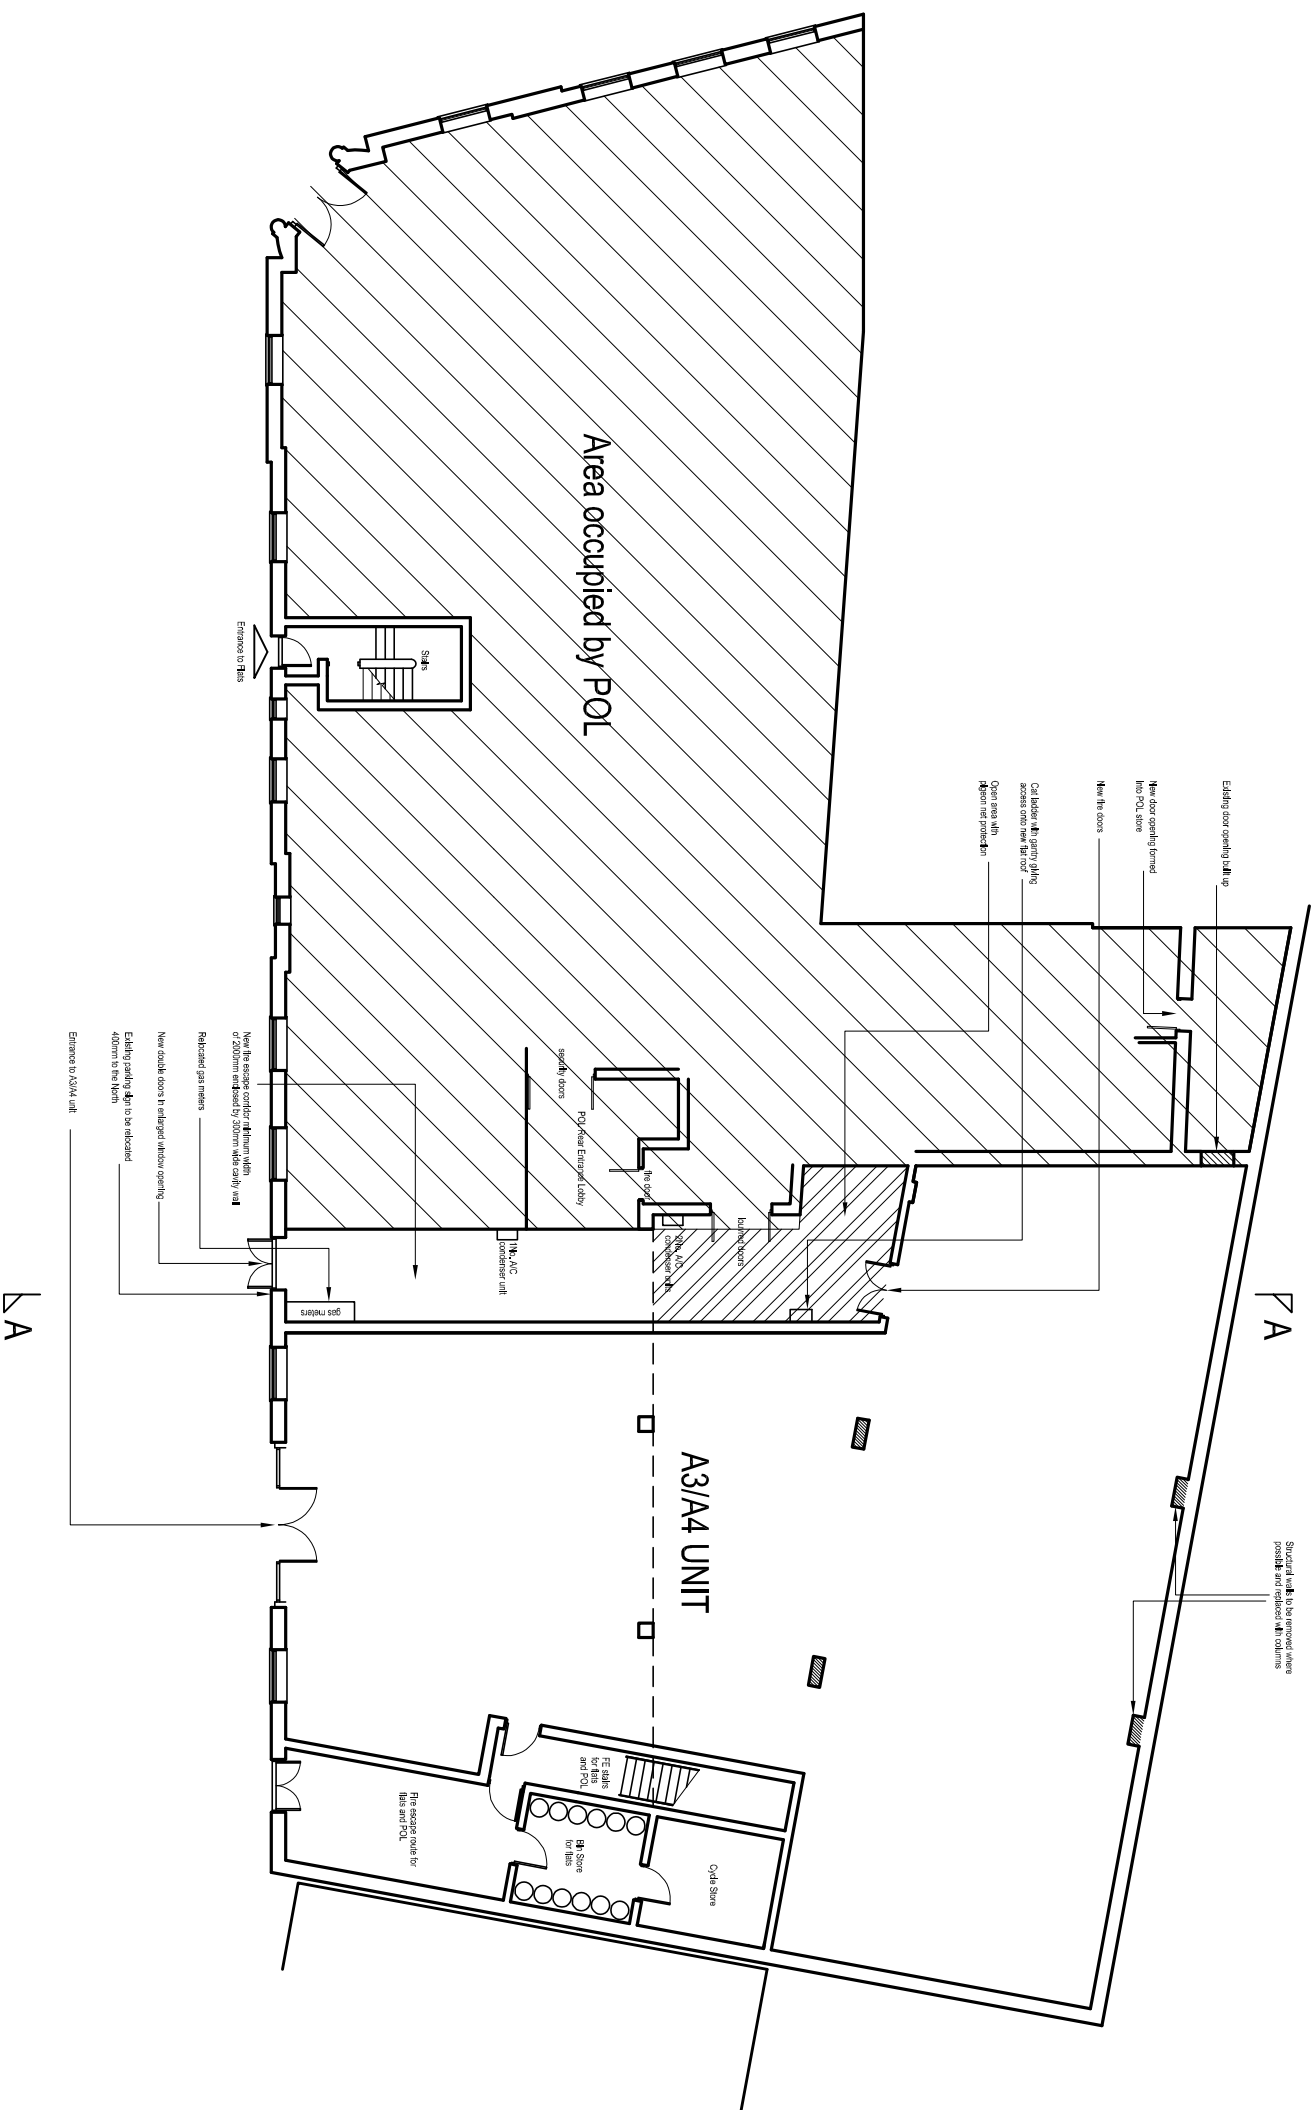 Area occupied by POL
Stairs
Entrance to Flats
Existing door opening built up
New door opening formed
into POL store
New fire doors
Cat ladder with gantry giving
access onto new flat roof
Open area with
pigeon net protection
security doors
POL Rear Entrance Lobby
fire door
louvred doors
2No. A/C
condenser units
1No. A/C
condenser unit
gas meters
New fire escape corridor minimum width
of 2000mm enclosed by 300mm wide cavity wall
Relocated gas meters
New double doors in enlarged window opening
Existing parking sign to be relocated
400mm to the North
Entrance to A3/A4 unit
A
A
A3/A4 UNIT
Structural walls to be removed where
possible and replaced with columns
FE stairs
for flats
and POL
Fire escape route for
flats and POL
Bin Store
for flats
Cycle Store